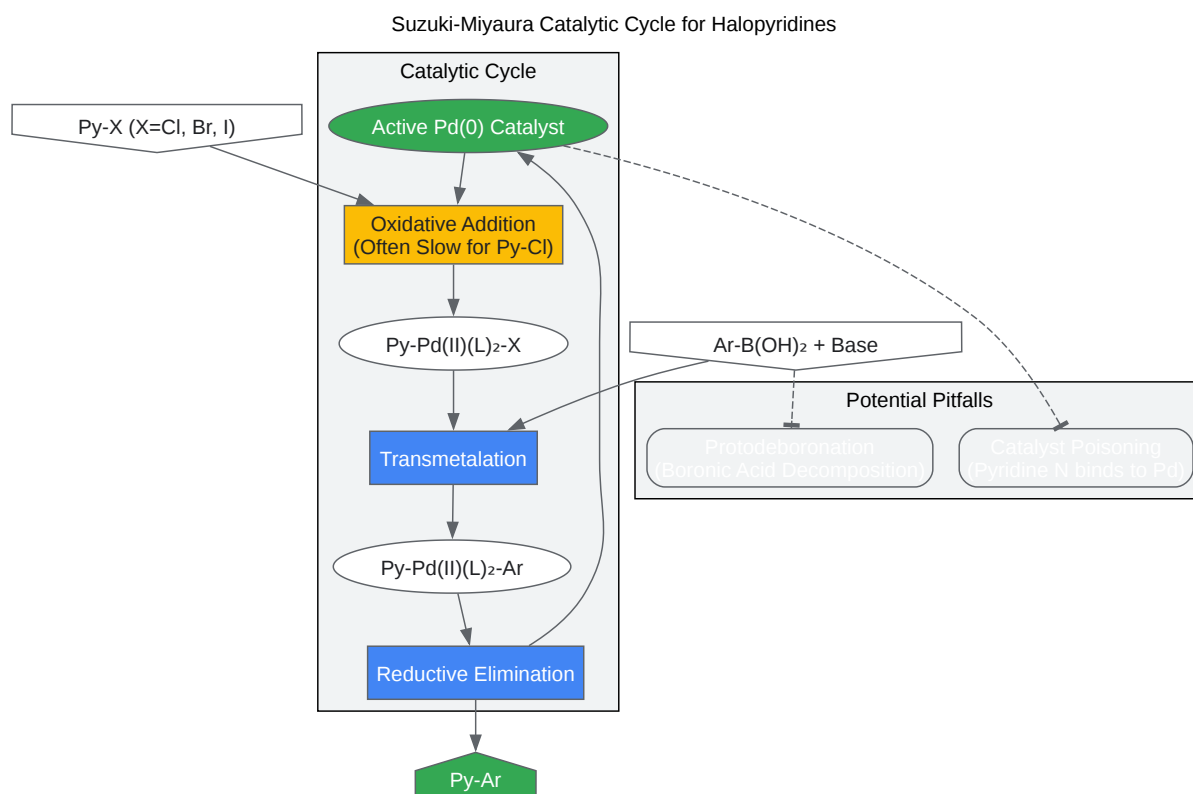 Suzuki-Miyaura Catalytic Cycle for Halopyridines
Catalytic Cycle
Py-X (X=Cl, Br, I)
Active Pd(0) Catalyst
Oxidative Addition
(Often Slow for Py-Cl)
Py-Pd(II)(L)₂-X
Ar-B(OH)₂ + Base
Potential Pitfalls
Protodeboronation
(Boronic Acid Decomposition)
Catalyst Poisoning
(Pyridine N binds to Pd)
Transmetalation
Py-Pd(II)(L)₂-Ar
Reductive Elimination
Py-Ar